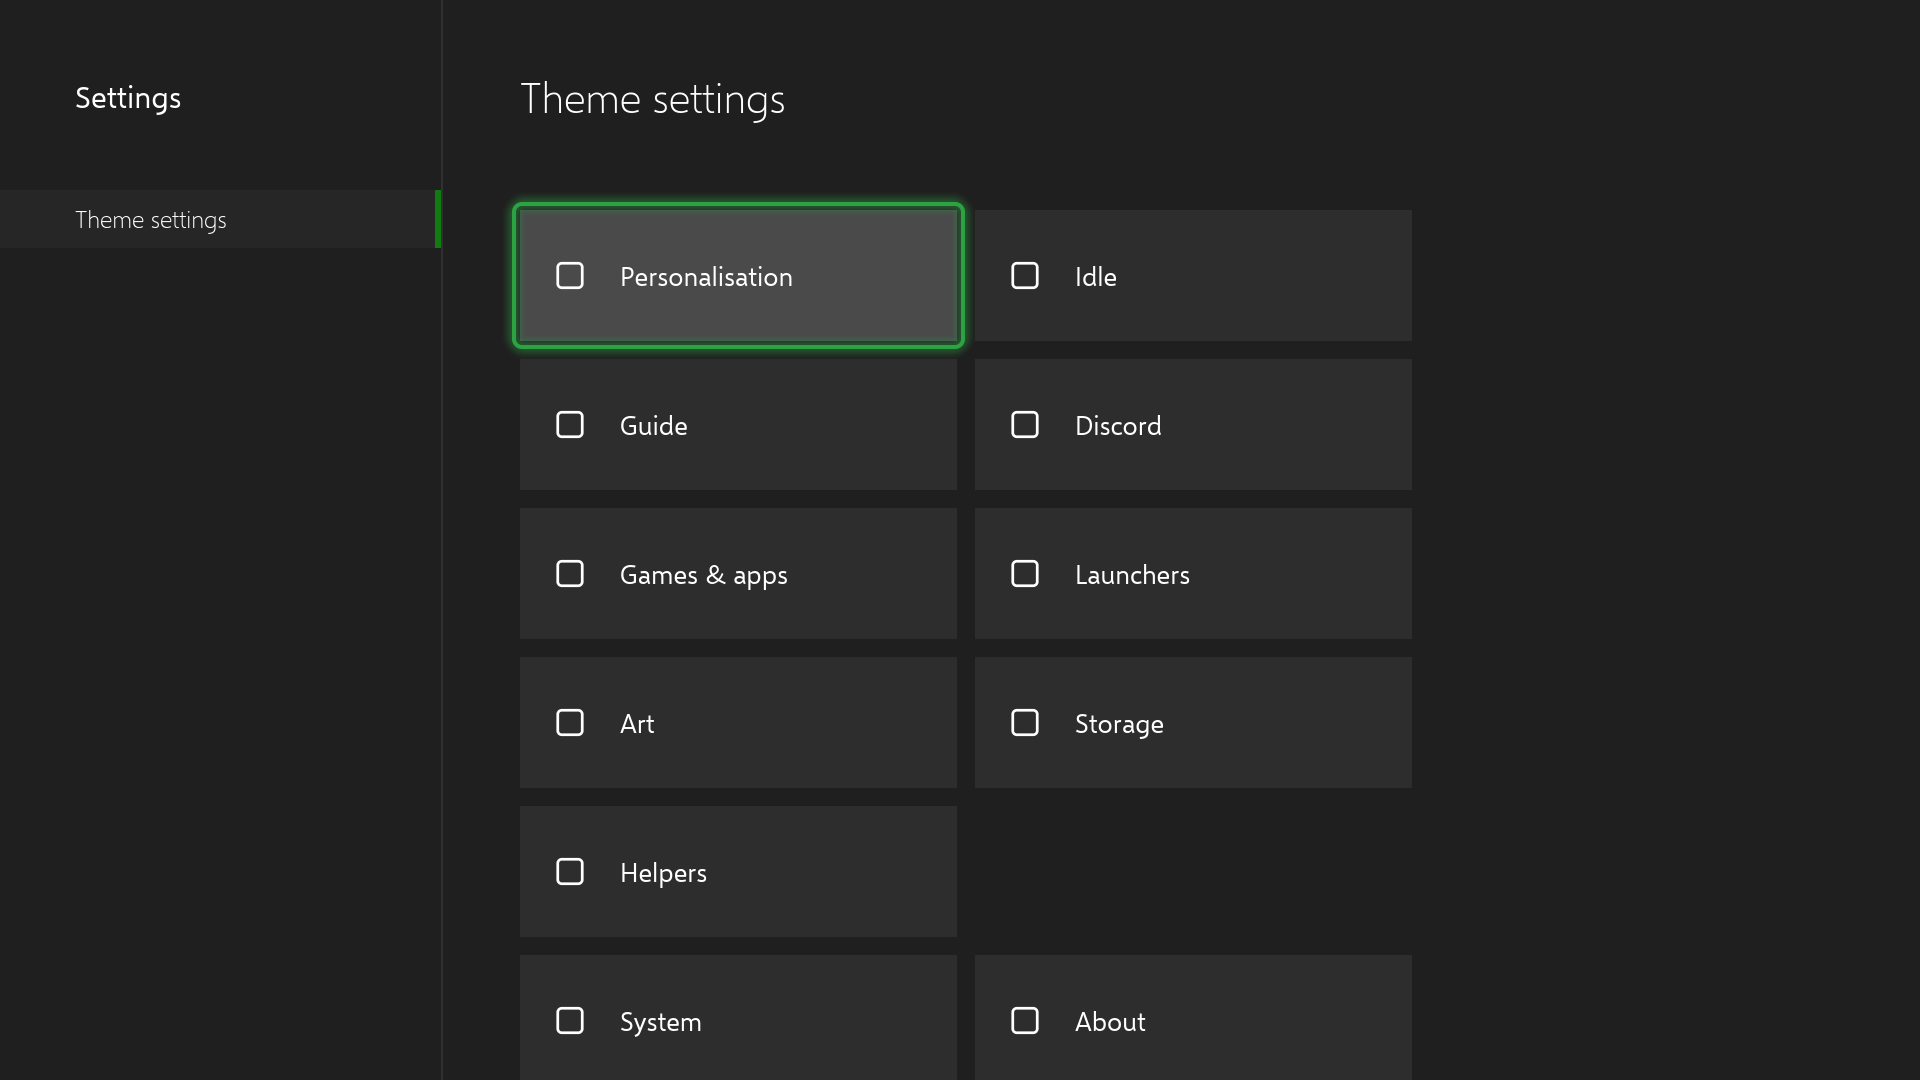 Settings
Theme settings
Theme settings
Personalisation
Idle
Guide
Discord
Games & apps
Launchers
Art
Storage
Helpers
System
About